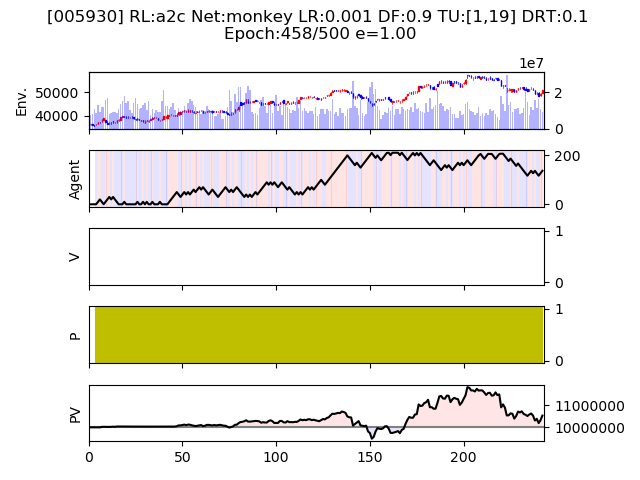 [005930] RL:a2c Net:monkey LR:0.001 DF:0.9 TU:[1,19] DRT:0.1
Epoch:458/500 e=1.00
1e7
Env.
50000
40000
2
0
Agent
200
0
V
1
0
P
1
0
PV
11000000
10000000
0 50 100 150 200